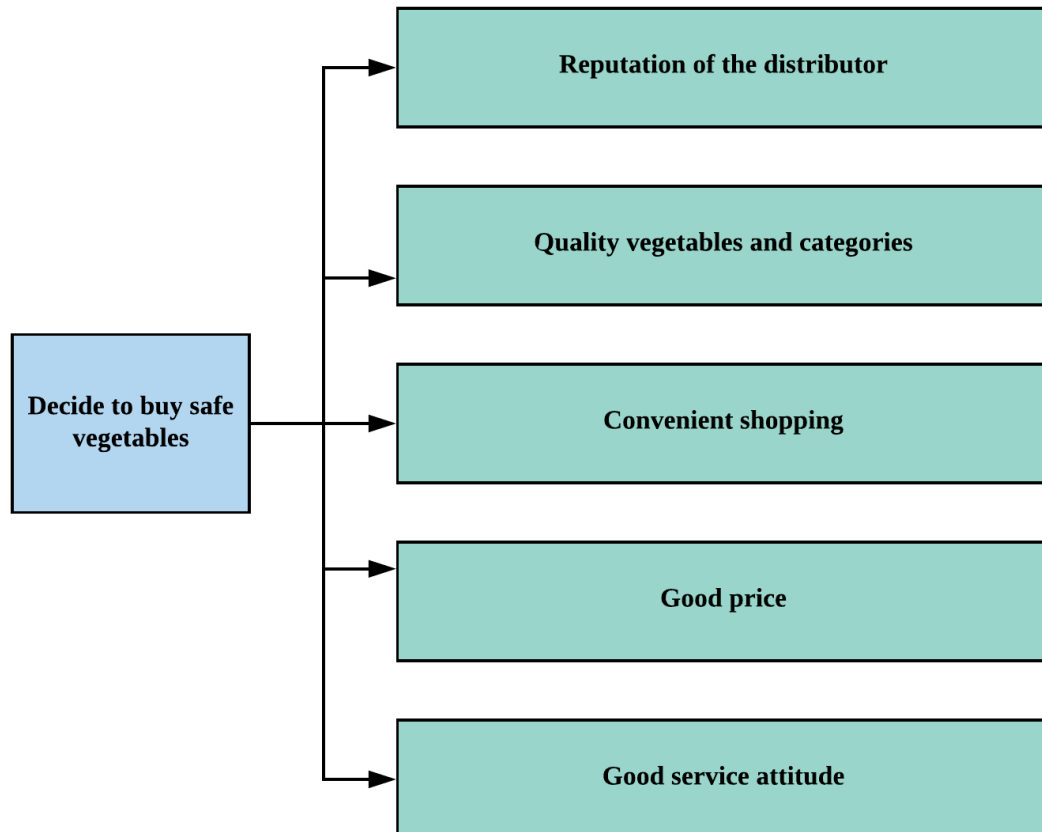 Reputation of the distributor
Quality vegetables and categories
Decide to buy safe
vegetables
Convenient shopping
Good price
Good service attitude